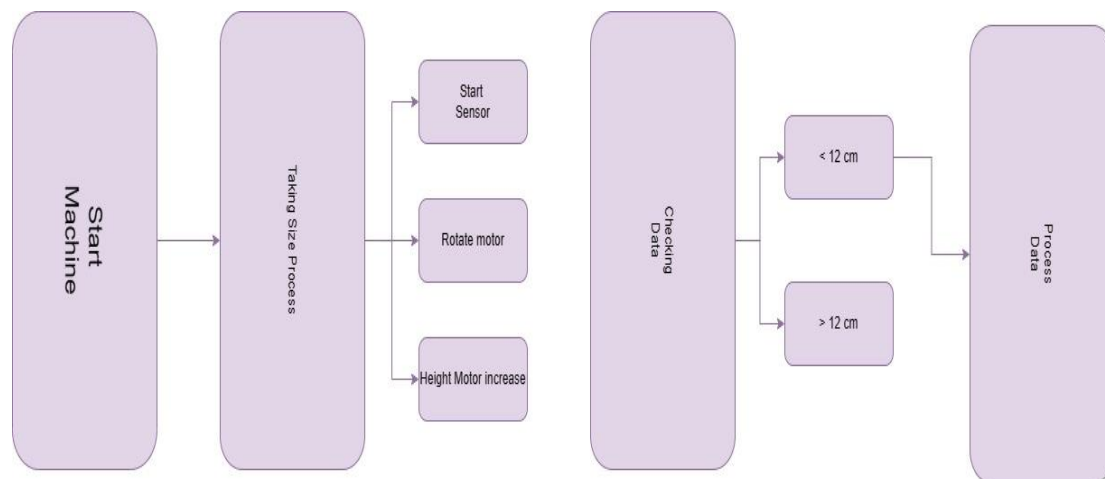 Start
Machine
Taking Size Process
Start
Sensor
Rotate motor
Height Motor increase
Checking
Data
< 12 cm
> 12 cm
Process
Data